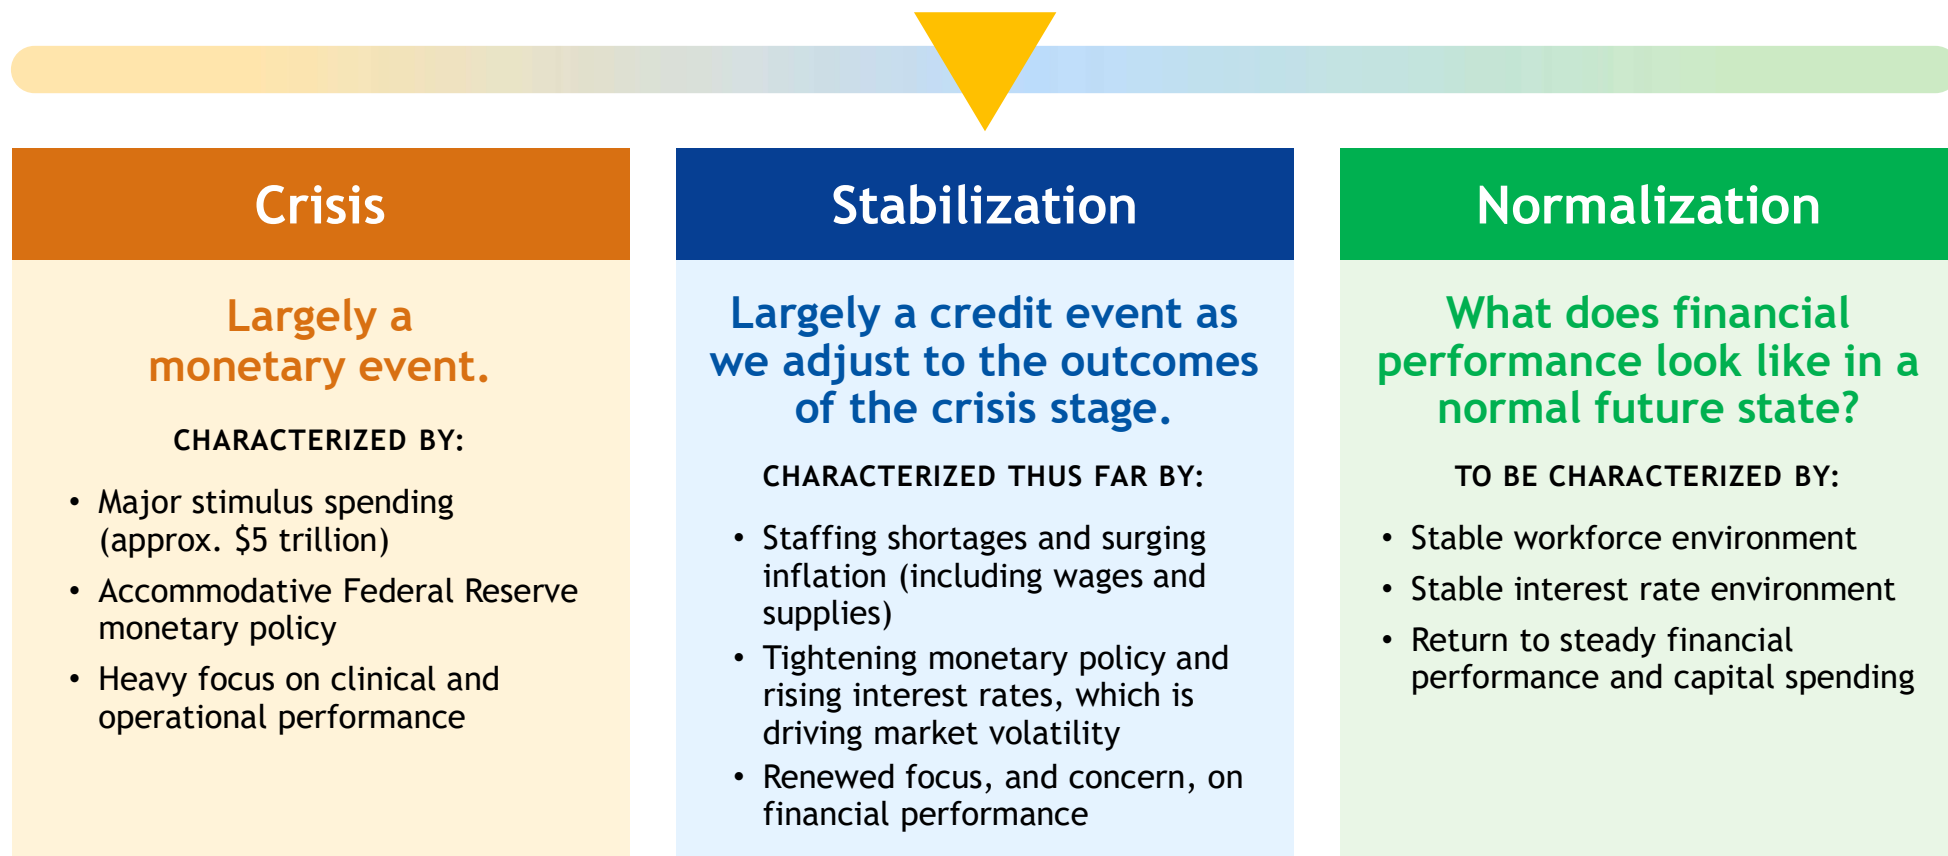 Crisis
Largely a
monetary event.
CHARACTERIZED BY:
• Major stimulus spending
(approx. $5 trillion)
• Accommodative Federal Reserve
monetary policy
• Heavy focus on clinical and
operational performance
Stabilization
Largely a credit event as
we adjust to the outcomes
of the crisis stage.
CHARACTERIZED THUS FAR BY:
• Staffing shortages and surging
inflation (including wages and
supplies)
• Tightening monetary policy and
rising interest rates, which is
driving market volatility
• Renewed focus, and concern, on
financial performance
Normalization
What does financial
performance look like in a
normal future state?
TO BE CHARACTERIZED BY:
• Stable workforce environment
• Stable interest rate environment
• Return to steady financial
performance and capital spending